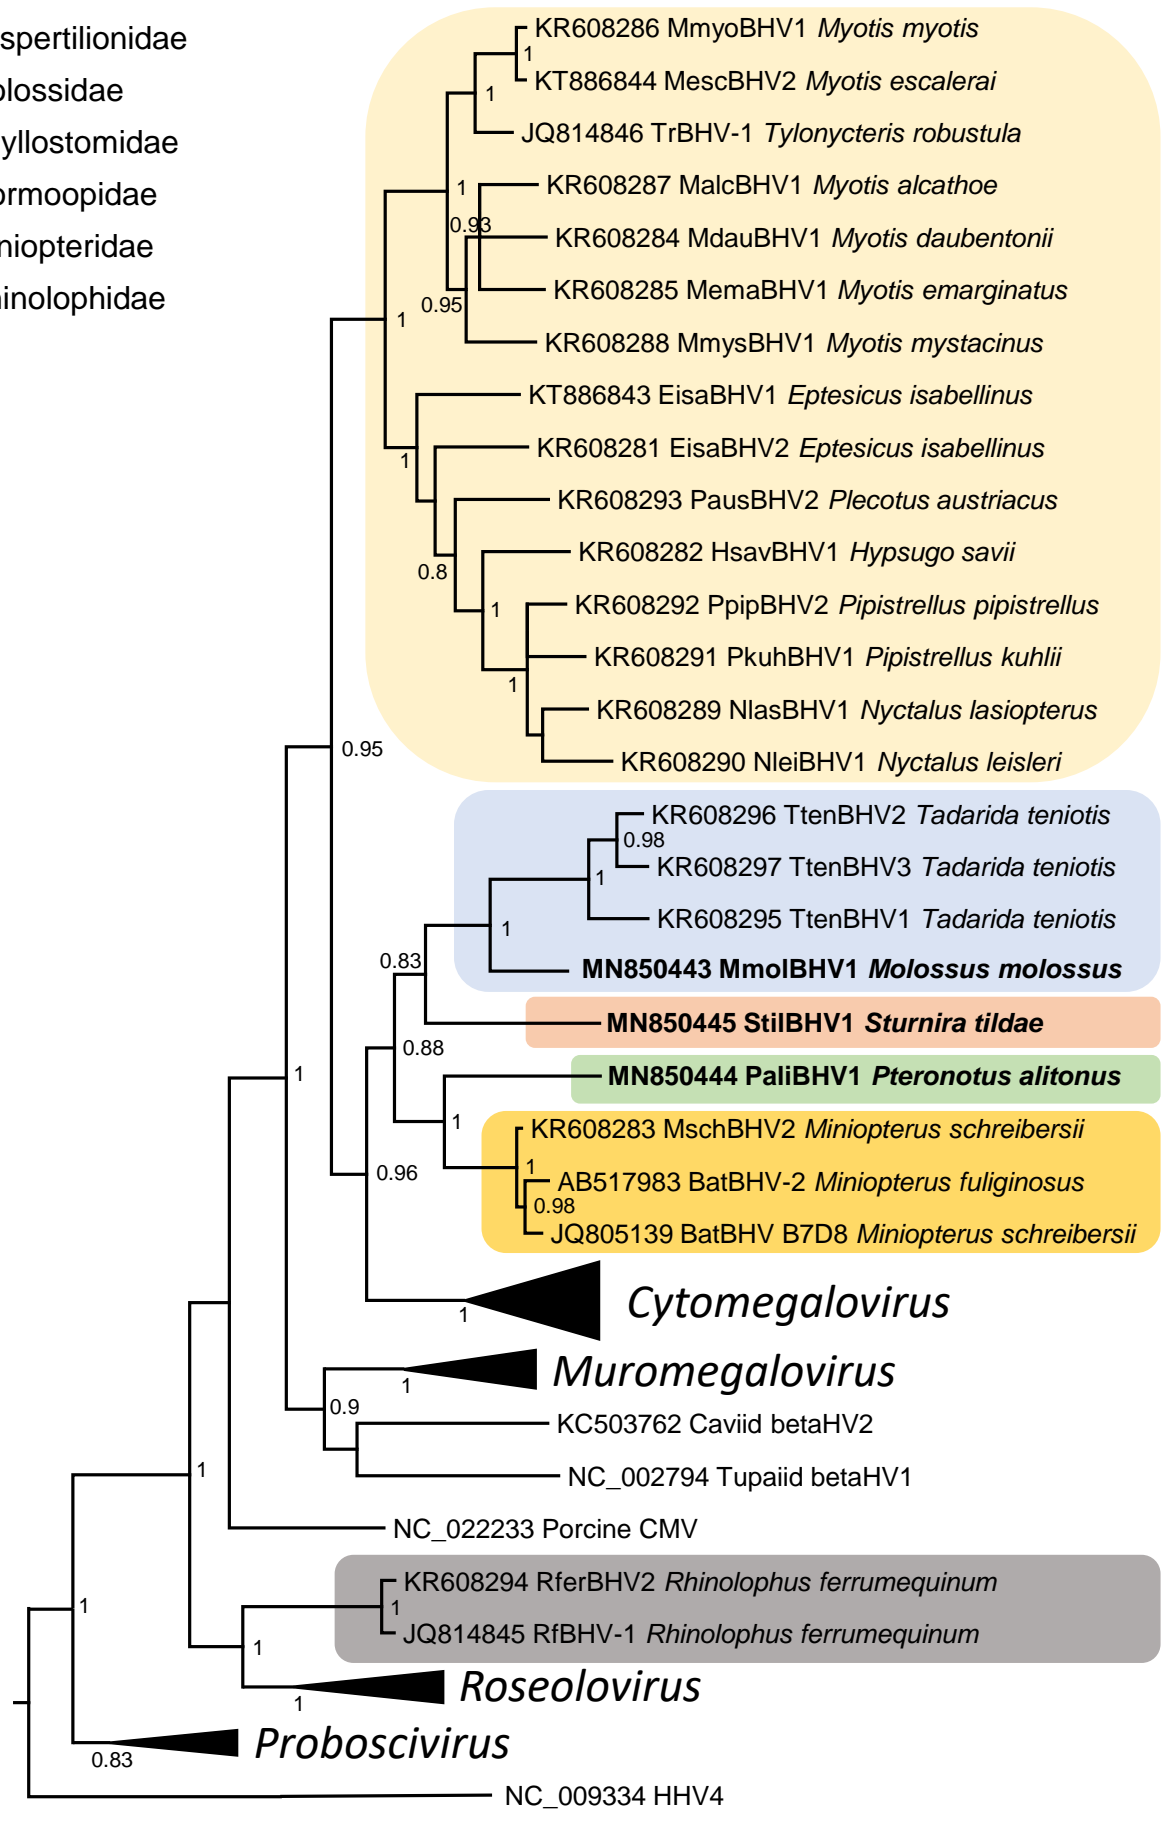 spertilionidae
olossidae
yllostomidae
ormoopidae
niopteridae
hinolophidae
KR608286 MmyoBHV1 Myotis myotis
1
KT886844 MescBHV2 Myotis escalerai
1
JQ814846 TrBHV-1 Tylonycteris robustula
1
KR608287 MalcBHV1 Myotis alcathoe
0.93
KR608284 MdauBHV1 Myotis daubentonii
KR608285 MemaBHV1 Myotis emarginatus
0.95
1
KR608288 MmysBHV1 Myotis mystacinus
KT886843 EisaBHV1 Eptesicus isabellinus
KR608281 EisaBHV2 Eptesicus isabellinus
1
KR608293 PausBHV2 Plecotus austriacus
KR608282 HsavBHV1 Hypsugo savii
0.8
KR608292 PpipBHV2 Pipistrellus pipistrellus
1
KR608291 PkuhBHV1 Pipistrellus kuhlii
1
KR608289 NlasBHV1 Nyctalus lasiopterus
0.95
KR608290 NleiBHV1 Nyctalus leisleri
KR608296 TtenBHV2 Tadarida teniotis
0.98
KR608297 TtenBHV3 Tadarida teniotis
1
KR608295 TtenBHV1 Tadarida teniotis
1
0.83
MN850443 MmolBHV1 Molossus molossus
MN850445 StilBHV1 Sturnira tildae
0.88
1
MN850444 PaliBHV1 Pteronotus alitonus
1
KR608283 MschBHV2 Miniopterus schreibersii
1
0.96
AB517983 BatBHV-2 Miniopterus fuliginosus
0.98
JQ805139 BatBHV B7D8 Miniopterus schreibersii
Cytomegalovirus
1
Muromegalovirus
1
0.9
KC503762 Caviid betaHV2
1
NC_002794 Tupaiid betaHV1
NC_022233 Porcine CMV
KR608294 RferBHV2 Rhinolophus ferrumequinum
1
1
JQ814845 RfBHV-1 Rhinolophus ferrumequinum
1
Roseolovirus
1
Proboscivirus
0.83
NC_009334 HHV4